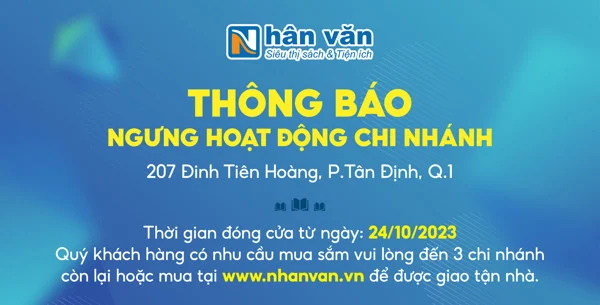 Nhân văn
Siêu thị sách & Tiện ích
THÔNG BÁO
NGƯNG HOẠT ĐỘNG CHI NHÁNH
207 Đinh Tiên Hoàng, P.Tân Định, Q.1
Thời gian đóng cửa từ ngày: 24/10/2023
Quý khách hàng có nhu cầu mua sắm vui lòng đến 3 chi nhánh
còn lại hoặc mua tại www.nhanvan.vn để được giao tận nhà.